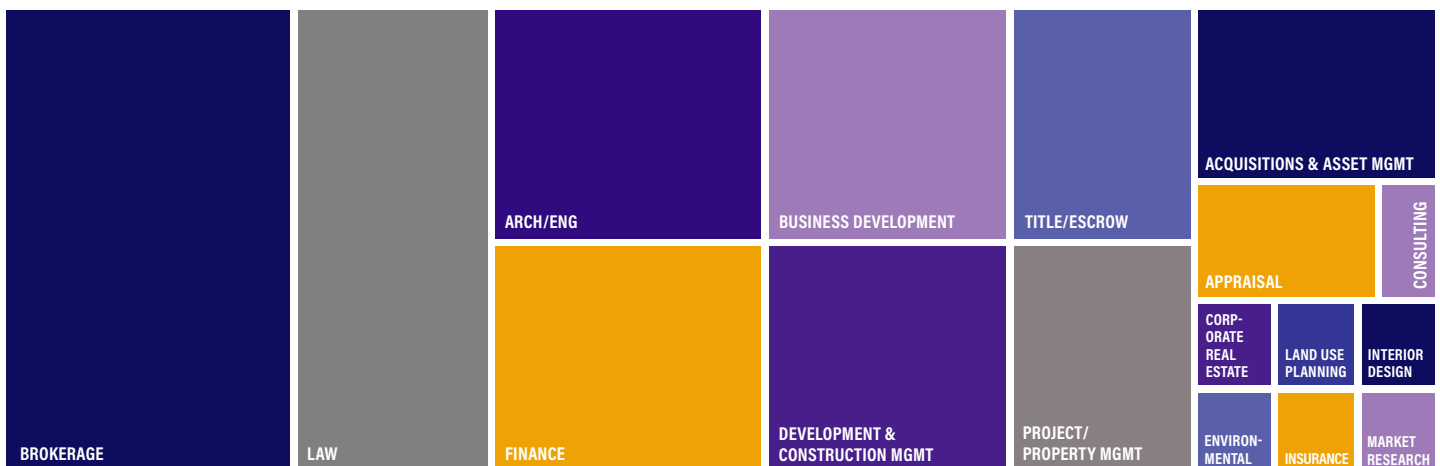 BROKERAGE
LAW
ARCH/ENG
FINANCE
BUSINESS DEVELOPMENT
DEVELOPMENT &
CONSTRUCTION MGMT
TITLE/ESCROW
PROJECT/
PROPERTY MGMT
ACQUISITIONS & ASSET MGMT
APPRAISAL
CONSULTING
CORP-
ORATE
REAL
ESTATE
LAND USE
PLANNING
INTERIOR
DESIGN
ENVIRON-
MENTAL
INSURANCE
MARKET
RESEARCH